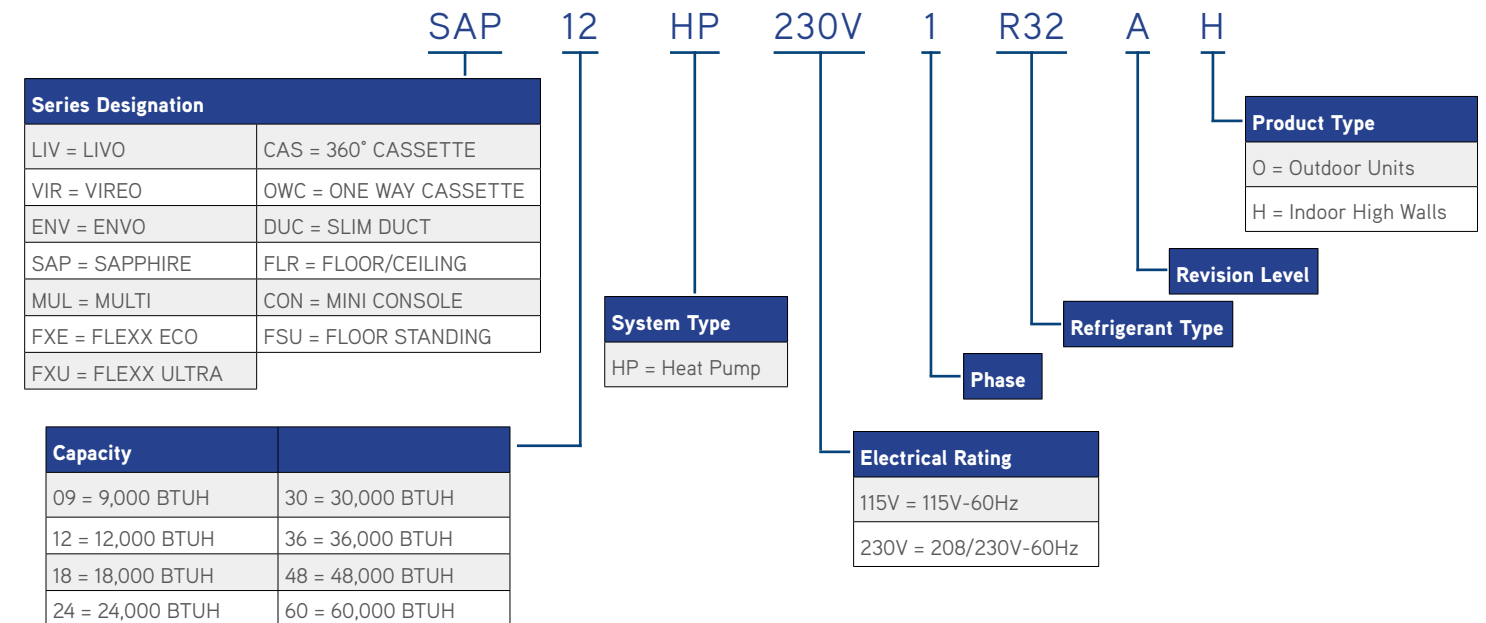 SAP 12 HP 230V 1 R32 A H
Series Designation
LIV = LIVO CAS = 360° CASSETTE
VIR = VIREO OWC = ONE WAY CASSETTE
ENV = ENVO DUC = SLIM DUCT
SAP = SAPPHIRE FLR = FLOOR/CEILING
MUL = MULTI CON = MINI CONSOLE
FXE = FLEXX ECO FSU = FLOOR STANDING
FXU = FLEXX ULTRA
Capacity
09 = 9,000 BTUH 30 = 30,000 BTUH
12 = 12,000 BTUH 36 = 36,000 BTUH
18 = 18,000 BTUH 48 = 48,000 BTUH
24 = 24,000 BTUH 60 = 60,000 BTUH
System Type
HP = Heat Pump
Electrical Rating
115V = 115V-60Hz
230V = 208/230V-60Hz
Phase
Refrigerant Type
Revision Level
Product Type
O = Outdoor Units
H = Indoor High Walls